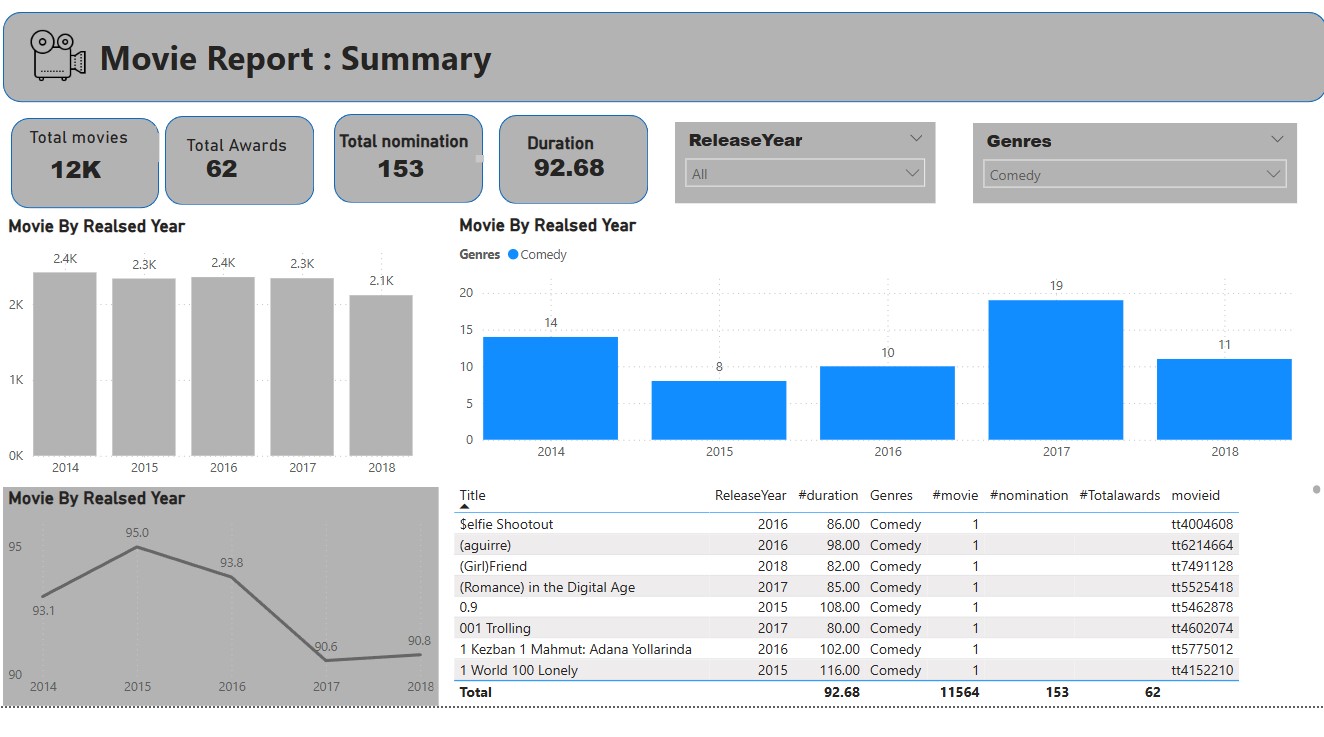 Movie Report : Summary
Total movies
12K
Total Awards
62
Total nomination
153
Duration
92.68
ReleaseYear
All
Genres
Comedy
Movie By Realsed Year
2.4K
2.3K
2.4K
2.3K
2.1K
2K
1K
0K
2014 2015 2016 2017 2018
Movie By Realsed Year
Genres Comedy
20
15
10
5
0
14
8
10
19
11
2014 2015 2016 2017 2018
Movie By Realsed Year
95
90
93.1
95.0
93.8
90.6
90.8
2014 2015 2016 2017 2018
Title ReleaseYear #duration Genres #movie #nomination #Totalawards movieid
$elfie Shootout 2016 86.00 Comedy 1 tt4004608
(aguirre) 2016 98.00 Comedy 1 tt6214664
(Girl)Friend 2018 82.00 Comedy 1 tt7491128
(Romance) in the Digital Age 2017 85.00 Comedy 1 tt5525418
0.9 2015 108.00 Comedy 1 tt5462878
001 Trolling 2017 80.00 Comedy 1 tt4602074
1 Kezban 1 Mahmut: Adana Yollarinda 2016 102.00 Comedy 1 tt5775012
1 World 100 Lonely 2015 116.00 Comedy 1 tt4152210
Total 92.68 11564 153 62